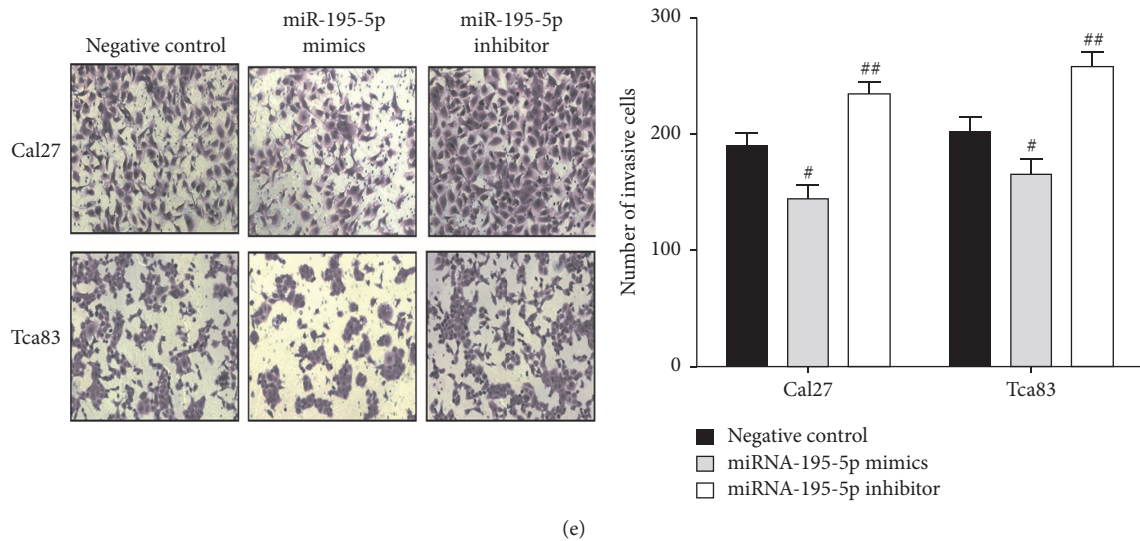 Negative control
miR-195-5p
mimics
miR-195-5p
inhibitor
Cal27
Tca83
Number of invasive cells
300
200
100
0
#
##
#
##
Cal27
Tca83
Negative control
miRNA-195-5p mimics
miRNA-195-5p inhibitor
(e)